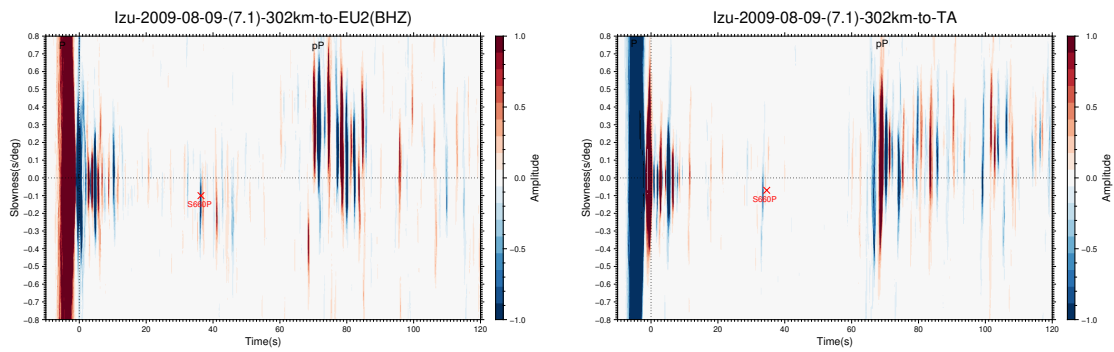 Izu-2009-08-09-(7.1)-302km-to-EU2(BHZ)
P
pP
S660P
0.8
0.7
0.6
0.5
0.4
0.3
0.2
0.1
0.0
−0.1
−0.2
−0.3
−0.4
−0.5
−0.6
−0.7
−0.8
Slowness(s/deg)
0 20 40 60 80 100 120
Time(s)
1.0
0.5
0.0
−0.5
−1.0
Amplitude
Izu-2009-08-09-(7.1)-302km-to-TA
P
pP
S660P
0.8
0.7
0.6
0.5
0.4
0.3
0.2
0.1
0.0
−0.1
−0.2
−0.3
−0.4
−0.5
−0.6
−0.7
−0.8
Slowness(s/deg)
0 20 40 60 80 100 120
Time(s)
1.0
0.5
0.0
−0.5
−1.0
Amplitude